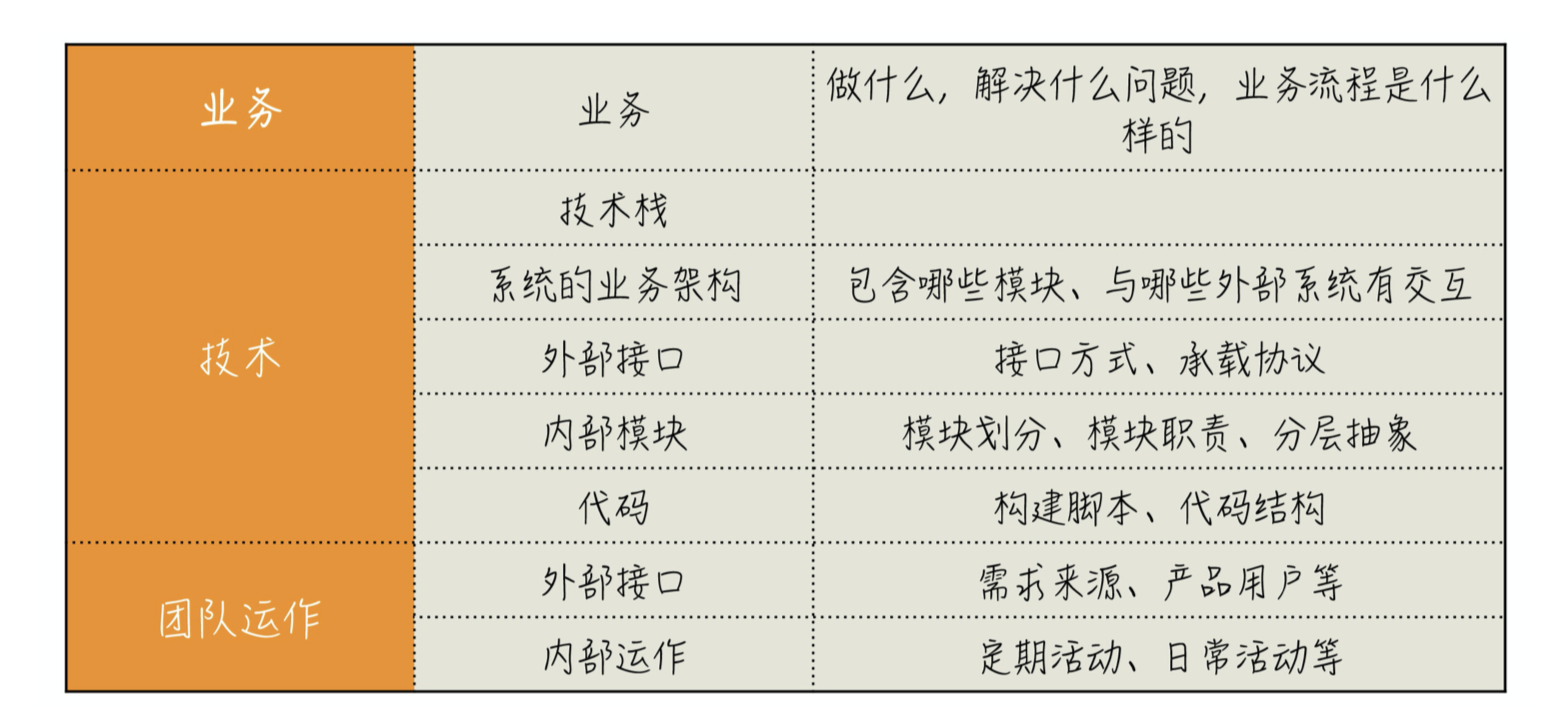 业务
业务
做什么，解决什么问题，业务流程是什么
样的
技术
技术栈
系统的业务架构
包含哪些模块、与哪些外部系统有交互
外部接口
接口方式、承载协议
内部模块
模块划分、模块职责、分层抽象
代码
构建脚本、代码结构
团队运作
外部接口
需求来源、产品用户等
内部运作
定期活动、日常活动等